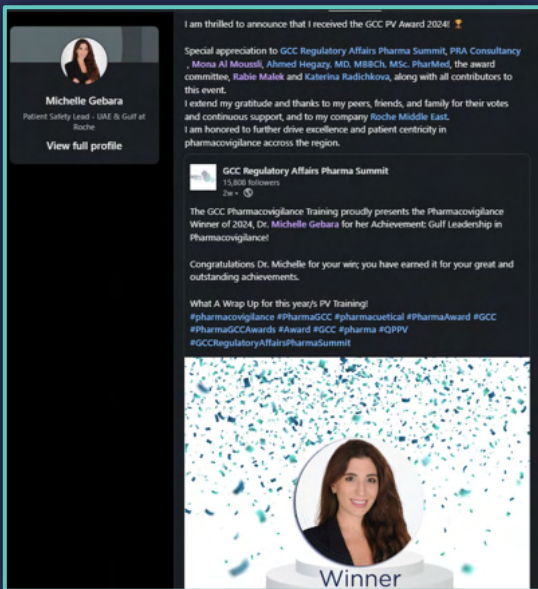 Michelle Gebara
Patient Safety Lead - UAE & Gulf at
Roche
View full profile
I am thrilled to announce that I received the GCC PV Award 2024! 🏆
Special appreciation to GCC Regulatory Affairs Pharma Summit, PRA Consultancy
, Mona Al Moussli, Ahmed Hegazy, MD, MBBCh, MSc. PharMed, the award
committee, Rabie Malek and Katerina Radichkova, along with all contributors to
this event.
I extend my gratitude and thanks to my peers, friends, and family for their votes
and continuous support, and to my company Roche Middle East.
I am honored to further drive excellence and patient centricity in
pharmacovigilance accross the region.
GCC Regulatory Affairs Pharma Summit
15,808 followers
2w •
The GCC Pharmacovigilance Training proudly presents the Pharmacovigilance
Winner of 2024, Dr. Michelle Gebara for her Achievement: Gulf Leadership in
Pharmacovigilance!
Congratulations Dr. Michelle for your win; you have earned it for your great and
outstanding achievements.
What A Wrap Up for this year/s PV Training!
#pharmacovigilance #PharmaGCC #pharmacuetical #PharmaAward #GCC
#PharmaGCCAwards #Award #GCC #pharma #QPPV
#GCCRegulatoryAffairsPharmaSummit
Winner